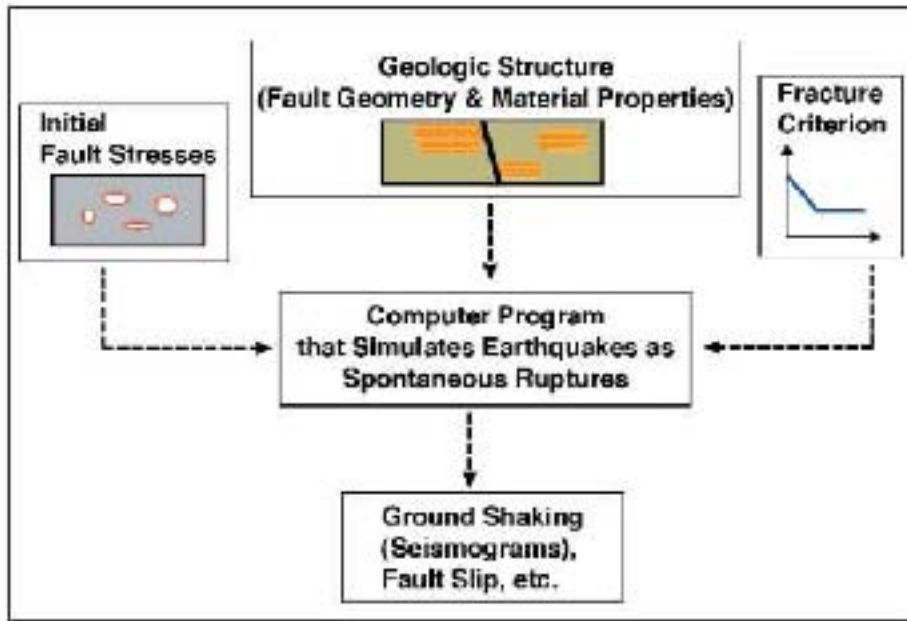 Geologic Structure
(Fault Geometry & Material Properties)
Initial
Fault Stresses
Fracture
Criterion
Computer Program
that Simulates Earthquakes as
Spontaneous Ruptures
Ground Shaking
(Seismograms),
Fault Slip, etc.